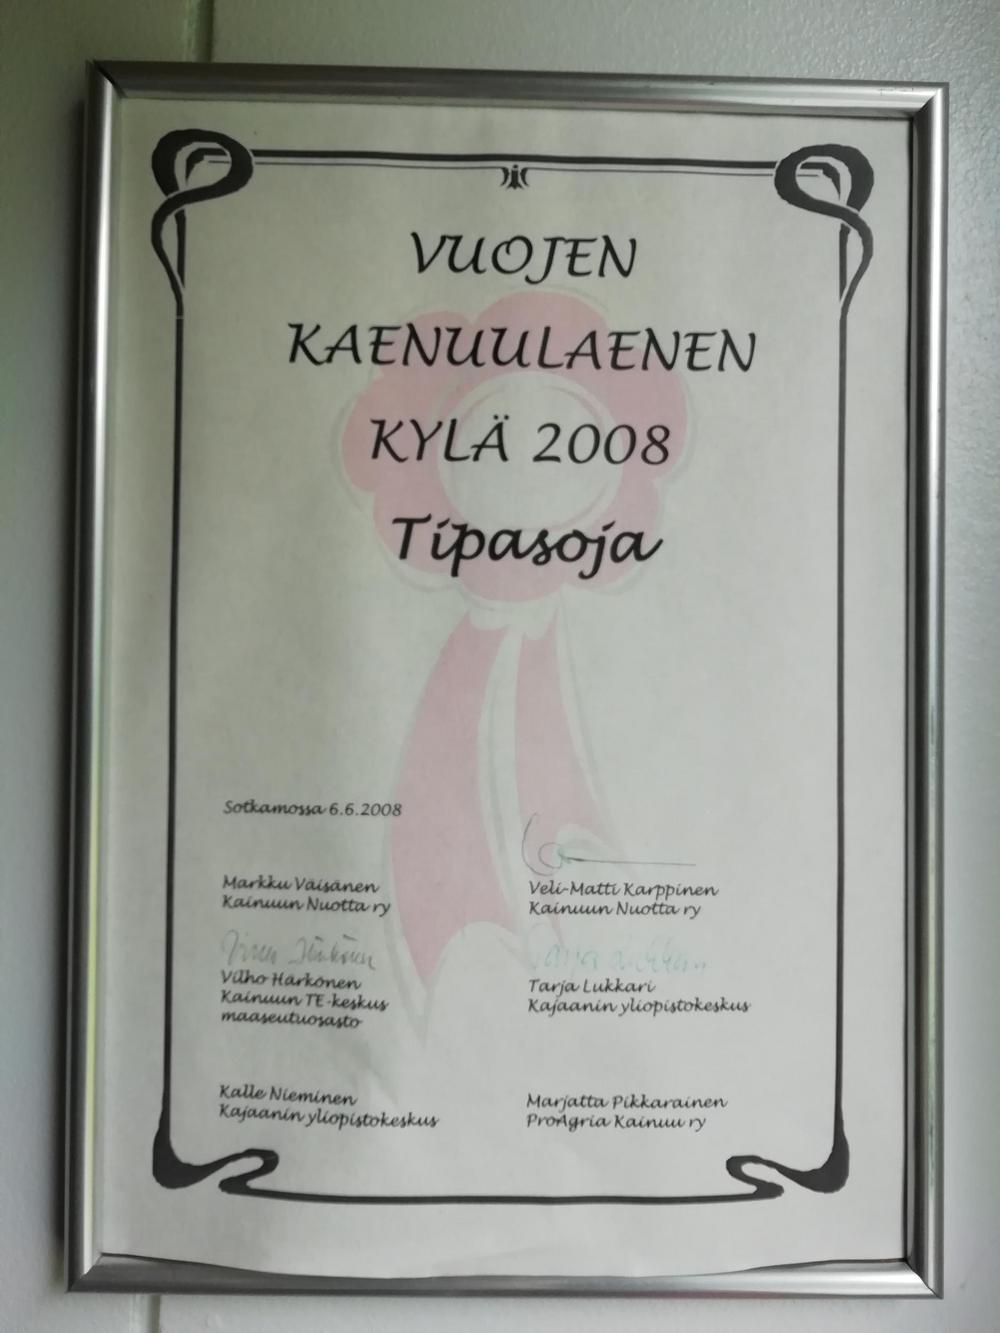 VUOJEN
KAENUULAENEN
KYLÄ 2008
Tipasoja
Sotkamossa 6.6.2008
Markku Väisänen
Kainuun Nuotta ry
Veli-Matti Karppinen
Kainuun Nuotta ry
Vilho Härkönen
Kainuun TE-keskus
maaseutuosasto
Tarja Lukkari
Kajaanin yliopistokeskus
Kalle Nieminen
Kajaanin yliopistokeskus
Marjatta Pikkarainen
ProAgria Kainuu ry